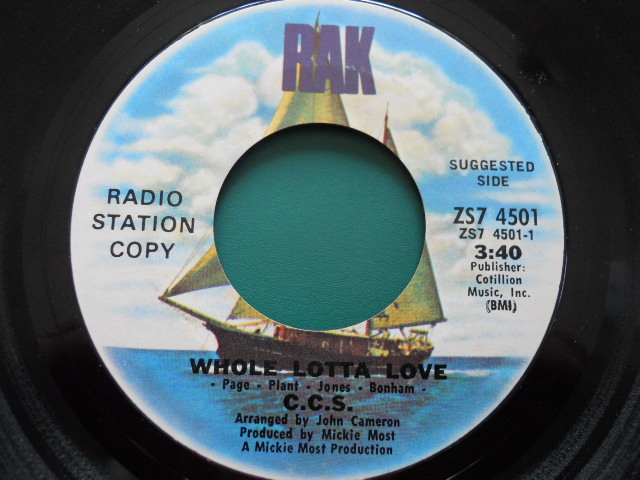 RAK
RADIO
STATION
COPY
SUGGESTED
SIDE
ZS7 4501
ZS7 4501-1
3:40
Publisher:
Cotillion
Music, Inc.
(BMI)
WHOLE LOTTA LOVE
- Page - Plant - Jones - Bonham -
C.C.S.
Arranged by John Cameron
Produced by Mickie Most
A Mickie Most Production